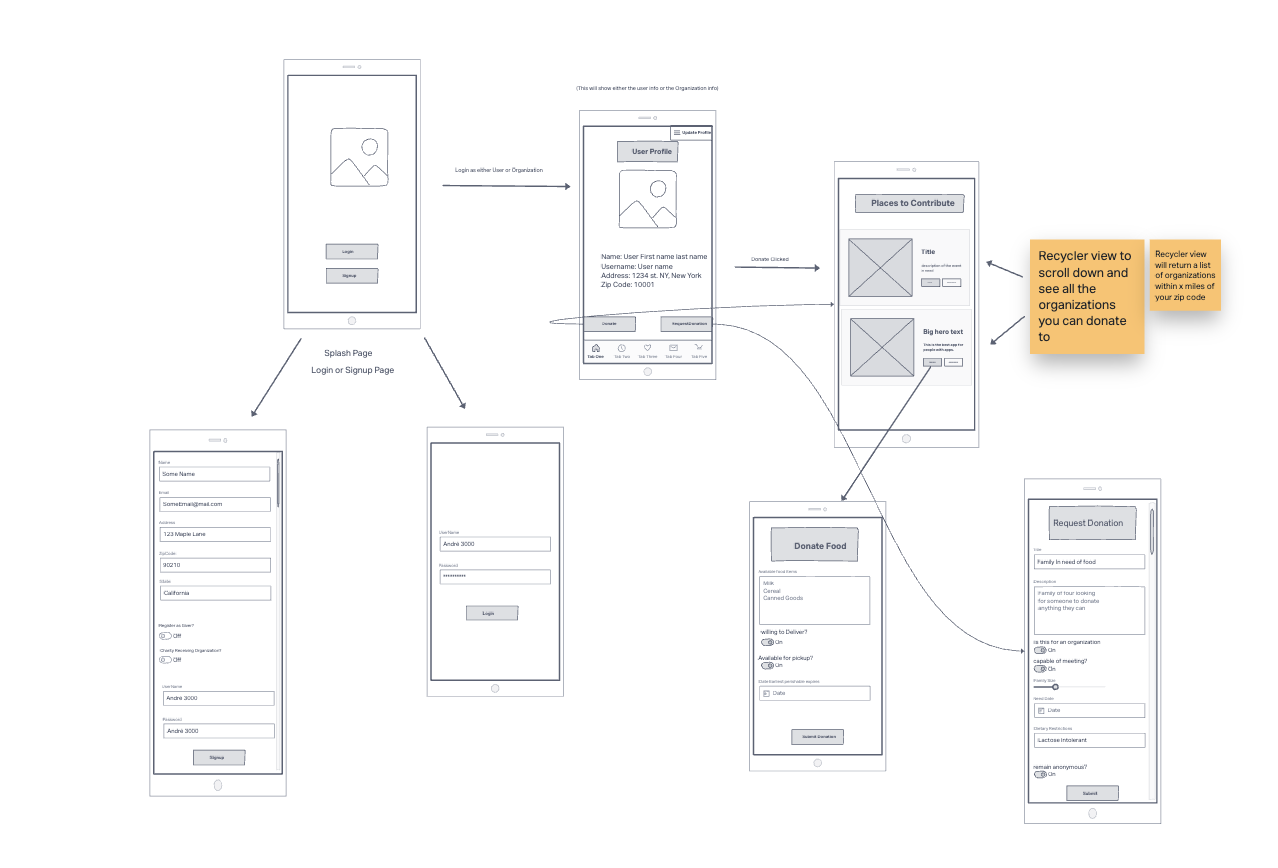 Login
Signup
Splash Page
Login or Signup Page
Login as either User or Organization
(This will show either the user info or the Organization info)
Update Profile
User Profile
Name: User First name last name
Username: User name
Address: 1234 st. NY, New York
Zip Code: 10001
Donate
RequestDonation
Tab One
Tab Two
Tab Three
Tab Four
Tab Five
Donate Clicked
Places to Contribute
Title
description of the event
in need
Big hero text
This is the best app for
people with apps.
Recycler view to
scroll down and
see all the
organizations
you can donate
to
Recycler view
will return a list
of organizations
within x miles of
your zip code
Name
Some Name
Email
SomeEmail@mail.com
Address
123 Maple Lane
ZipCode
90210
State
California
Register as Giver?
Off
Charity Receiving Organization?
Off
UserName
André 3000
Password
André 3000
Signup
UserName
André 3000
Password
**********
Login
Donate Food
Available food items
Milk
Cereal
Canned Goods
willing to Deliver?
On
Available for pickup?
On
Date
Submit Donation
Request Donation
Family In need of food
Description
Family of four looking
for someone to donate
anything they can
is this for an organization
On
capable of meeting?
On
Family Size
Need Date
Date
Dietary Restrictions
Lactose intolerant
remain anonymous?
On
Submit